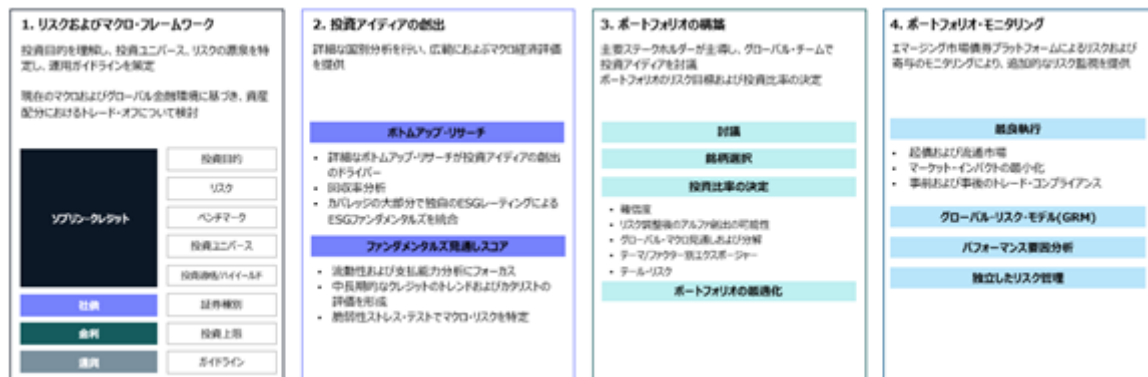 1. リスクおよびマクロ・フレームワーク
投資目的を理解し、投資ユニバース、リスクの源泉を特
定し、運用ガイドラインを策定
現在のマクロおよびグローバル金融環境に基づき、資産
配分におけるトレード・オフについて検討
ソブリン・クレジット
社債
金利
通貨
投資目的
リスク
ベンチマーク
投資ユニバース
投資適格/ハイイールド
証券種別
投資上限
ガイドライン
2. 投資アイディアの創出
詳細な国別分析を行い、広範におよぶマクロ経済評価
を提供
ボトムアップ・リサーチ
• 詳細なボトムアップ・リサーチが投資アイディアの創出
のドライバー
• 回収率分析
• カバレッジの大部分で独自のESGレーティングによる
ESGファンダメンタルズを統合
ファンダメンタルズ見通しスコア
• 流動性および支払能力分析にフォーカス
• 中長期的なクレジットのトレンドおよびカタリストの
評価を形成
• 脆弱性ストレス・テストでマクロ・リスクを特定
3. ポートフォリオの構築
主要ステークホルダーが主導し、グローバル・チームで
投資アイディアを討議
ポートフォリオのリスク目標および投資比率の決定
討議
銘柄選択
投資比率の決定
• 確信度
• リスク調整後のアルファ創出の可能性
• グローバル・マクロ見通しおよび分解
• テーマ/ファクター別エクスポージャー
• テール・リスク
ポートフォリオの最適化
4. ポートフォリオ・モニタリング
エマージング市場債券プラットフォームによるリスクおよび
寄与のモニタリングにより、追加的なリスク監視を提供
最良執行
• 起債および流通市場
• マーケット・インパクトの最小化
• 事前および事後のトレード・コンプライアンス
グローバル・リスク・モデル(GRM)
パフォーマンス要因分析
独立したリスク管理